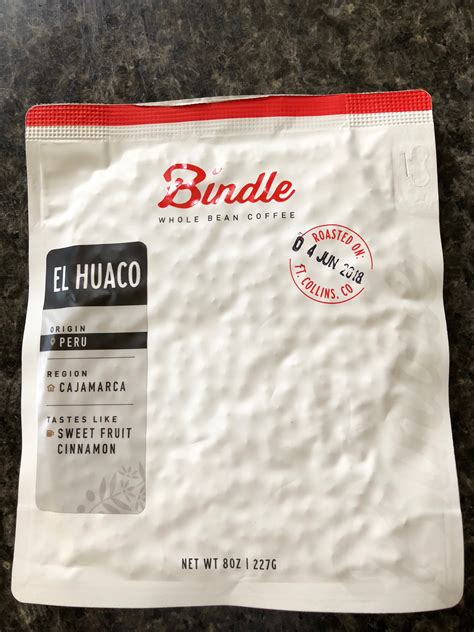 Bindle
WHOLE BEAN COFFEE
ROASTED ON:
04 JUN 2018
FT. COLLINS, CO
EL HUACO
ORIGIN
PERU
REGION
CAJAMARCA
TASTES LIKE
SWEET FRUIT
CINNAMON
NET WT 8OZ | 227G